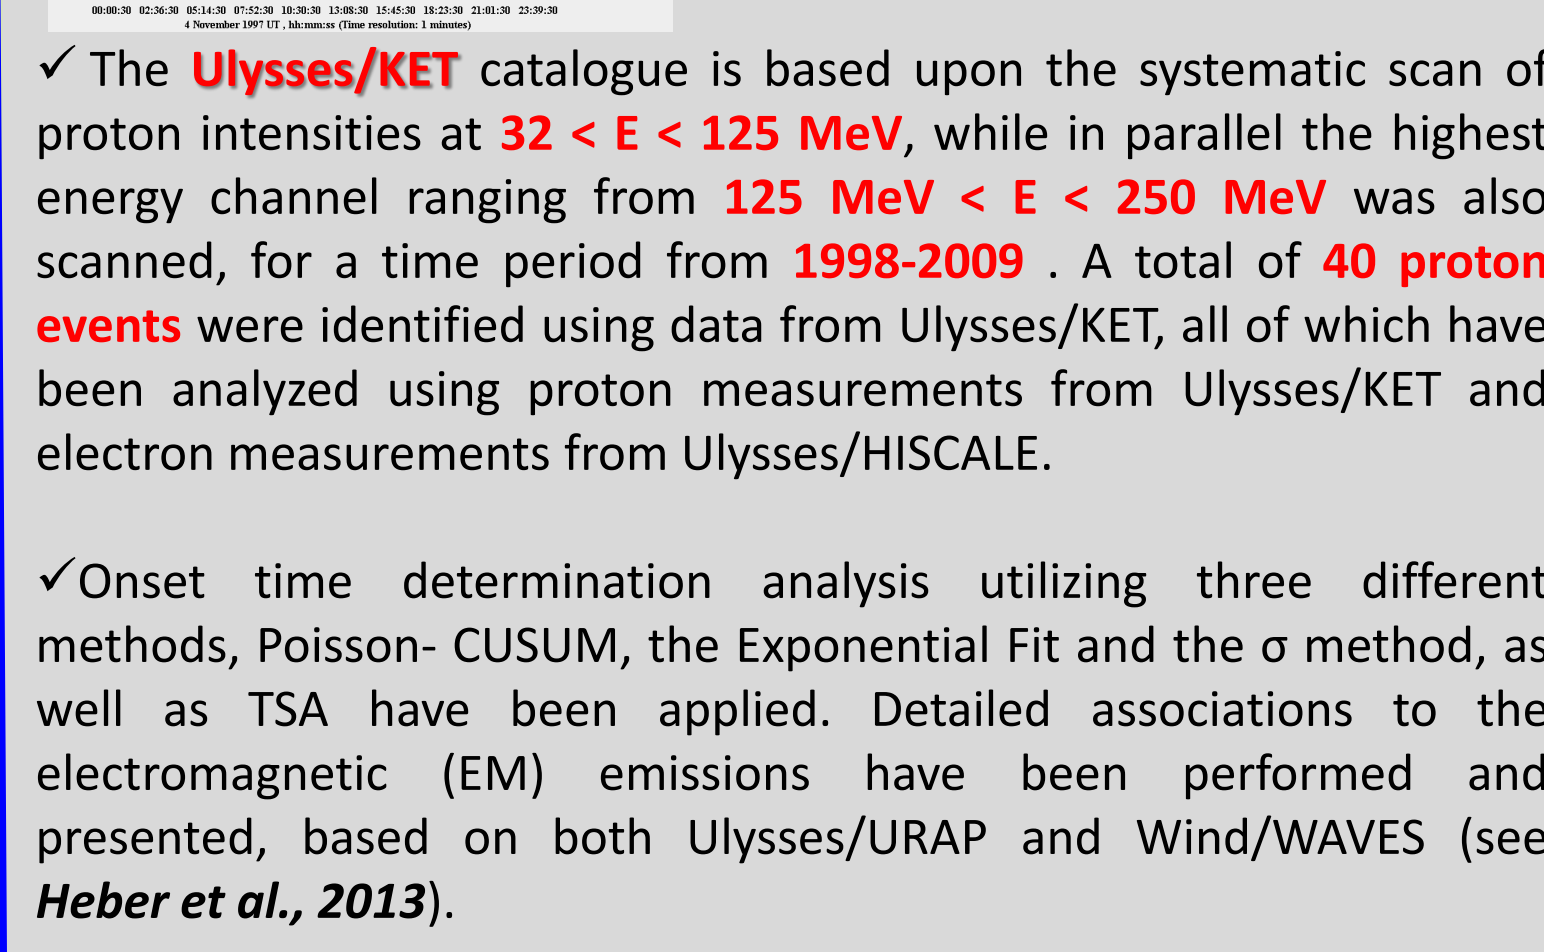 00:00:30 02:36:30 05:14:30 07:52:30 10:30:30 13:08:30 15:45:30 18:23:30 21:01:30 23:39:30
4 November 1997 UT , hh:mm:ss (Time resolution: 1 minutes)
✓ The Ulysses/KET catalogue is based upon the systematic scan of
proton intensities at 32 < E < 125 MeV, while in parallel the highest
energy channel ranging from 125 MeV < E < 250 MeV was also
scanned, for a time period from 1998-2009 . A total of 40 proton
events were identified using data from Ulysses/KET, all of which have
been analyzed using proton measurements from Ulysses/KET and
electron measurements from Ulysses/HISCALE.
✓Onset time determination analysis utilizing three different
methods, Poisson- CUSUM, the Exponential Fit and the σ method, as
well as TSA have been applied. Detailed associations to the
electromagnetic (EM) emissions have been performed and
presented, based on both Ulysses/URAP and Wind/WAVES (see
Heber et al., 2013).